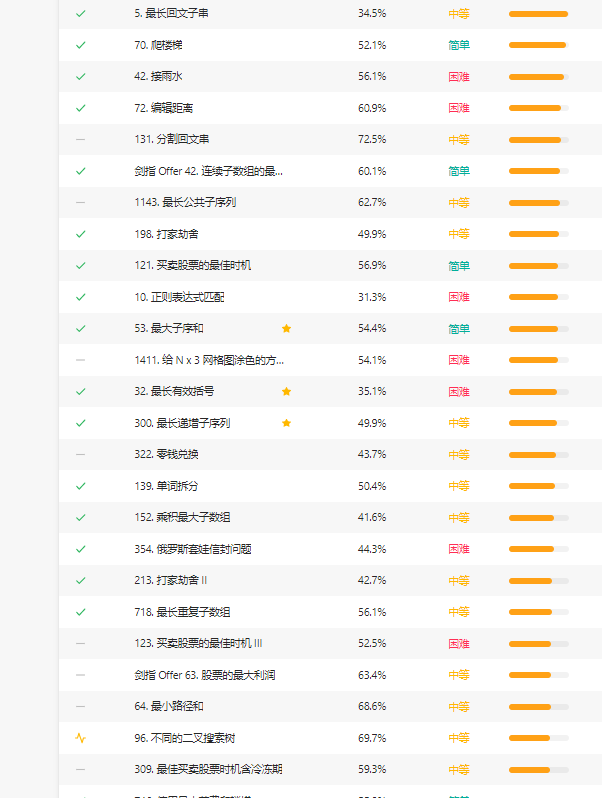 5. 最长回文子串 34.5% 中等
70. 爬楼梯 52.1% 简单
42. 接雨水 56.1% 困难
72. 编辑距离 60.9% 困难
131. 分割回文串 72.5% 中等
剑指 Offer 42. 连续子数组的最... 60.1% 简单
1143. 最长公共子序列 62.7% 中等
198. 打家劫舍 49.9% 中等
121. 买卖股票的最佳时机 56.9% 简单
10. 正则表达式匹配 31.3% 困难
53. 最大子序和 54.4% 简单
1411. 给 N x 3 网格图涂色的方... 54.1% 困难
32. 最长有效括号 35.1% 困难
300. 最长递增子序列 49.9% 中等
322. 零钱兑换 43.7% 中等
139. 单词拆分 50.4% 中等
152. 乘积最大子数组 41.6% 中等
354. 俄罗斯套娃信封问题 44.3% 困难
213. 打家劫舍 II 42.7% 中等
718. 最长重复子数组 56.1% 中等
123. 买卖股票的最佳时机 III 52.5% 困难
剑指 Offer 63. 股票的最大利润 63.4% 中等
64. 最小路径和 68.6% 中等
96. 不同的二叉搜索树 69.7% 中等
309. 最佳买卖股票时机含冷冻期 59.3% 中等